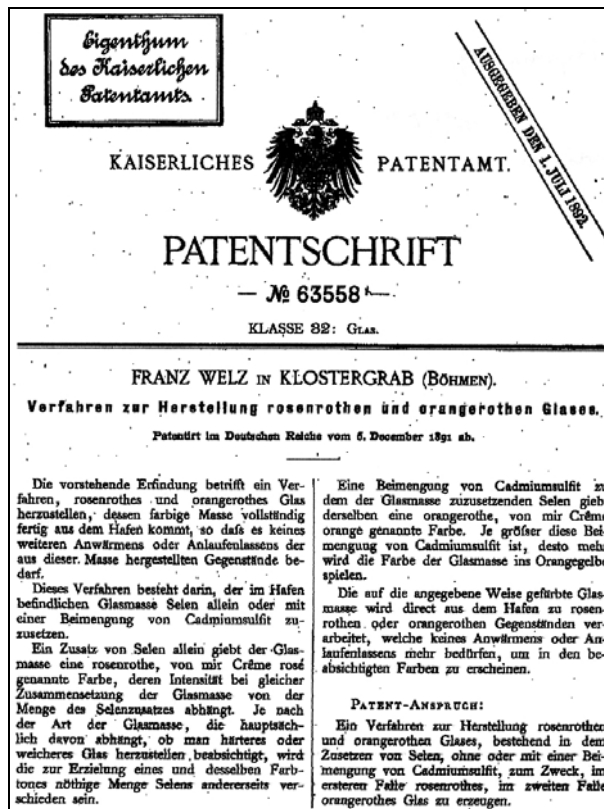 Eigenthum
des Kaiserlichen
Patentamts.
AUSGEGEBEN DEN 1. JULI 1892.
KAISERLICHES PATENTAMT.
PATENTSCHRIFT
— № 63558 —
KLASSE 32: GLAS.
FRANZ WELZ IN KLOSTERGRAB (BÖHMEN).
Verfahren zur Herstellung rosenrothen und orangerothen Glases.
Patentirt im Deutschen Reiche vom 6. December 1891 ab.
Die vorstehende Erfindung betrifft ein Ver-
fahren, rosenrothes und orangerothes Glas
herzustellen, dessen farbige Masse vollständig
fertig aus dem Hafen kommt, so daſs es keines
weiteren Anwärmens oder Anlaufenlassens der
aus dieser Masse hergestellten Gegenstände be-
darf.
Dieses Verfahren besteht darin, der im Hafen
befindlichen Glasmasse Selen allein oder mit
einer Beimengung von Cadmiumsulfit zu-
zusetzen.
Ein Zusatz von Selen allein giebt der Glas-
masse eine rosenrothe, von mir Crême rosé
genannte Farbe, deren Intensität bei gleicher
Zusammensetzung der Glasmasse von der
Menge des Selenzusatzes abhängt. Je nach
der Art der Glasmasse, die hauptsäch-
lich davon abhängt, ob man härteres oder
weicheres Glas herzustellen beabsichtigt, wird
die zur Erzielung eines und desselben Farb-
tones nöthige Menge Selens andererseits ver-
schieden sein.
Eine Beimengung von Cadmiumsulfit zu
dem der Glasmasse zuzusetzenden Selen giebt
derselben eine orangerothe, von mir Crême
orange genannte Farbe. Je gröſser diese Bei-
mengung von Cadmiumsulfit ist, desto mehr
wird die Farbe der Glasmasse ins Orangegelbe
spielen.
Die auf die angegebene Weise gefärbte Glas-
masse wird direct aus dem Hafen zu rosen-
rothen oder orangerothen Gegenständen ver-
arbeitet, welche keines Anwärmens oder An-
laufenlassens mehr bedürfen, um in den be-
absichtigten Farben zu erscheinen.
PATENT-ANSPRUCH:
Ein Verfahren zur Herstellung rosenrothen
und orangerothen Glases, bestehend in dem
Zusetzen von Selen, ohne oder mit einer Bei-
mengung von Cadmiumsulfit, zum Zweck, im
ersteren Falle rosenrothes, im zweiten Falle
orangerothes Glas zu erzeugen.